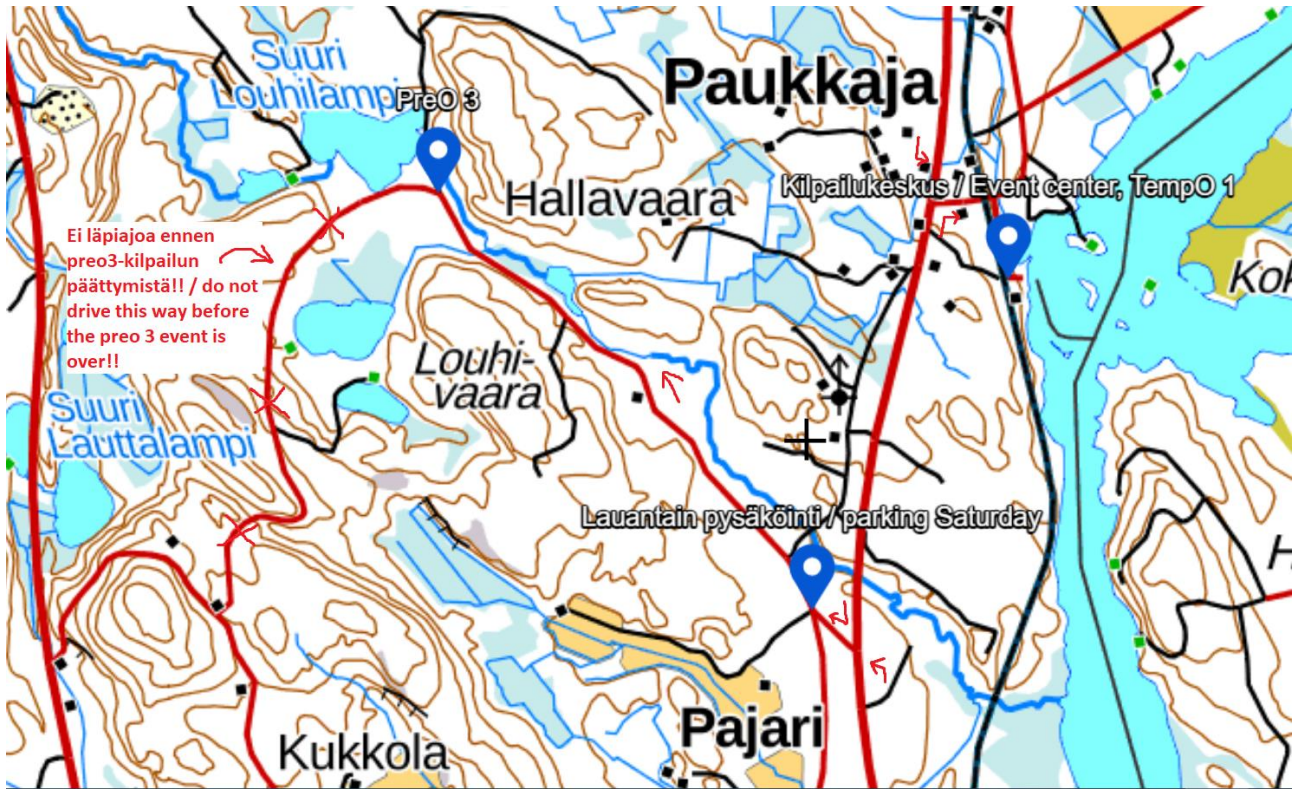 Suuri
Louhilampi
PreO 3
Paukkaja
Hallavaara
Kilpailukeskus / Event center, TempO 1
Ei läpiajoa ennen
preo3-kilpailun
päättymistä!! / do not
drive this way before
the preo 3 event is
over!!
Louhi-
vaara
Suuri
Lauttalampi
Lauantain pysäköinti / parking Saturday
Pajari
Kukkola